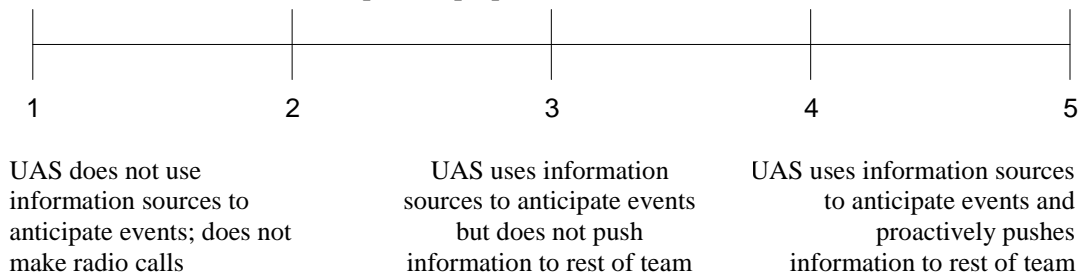 1 2 3 4 5
UAS does not use
information sources to
anticipate events; does not
make radio calls
UAS uses information
sources to anticipate events
but does not push
information to rest of team
UAS uses information sources
to anticipate events and
proactively pushes
information to rest of team